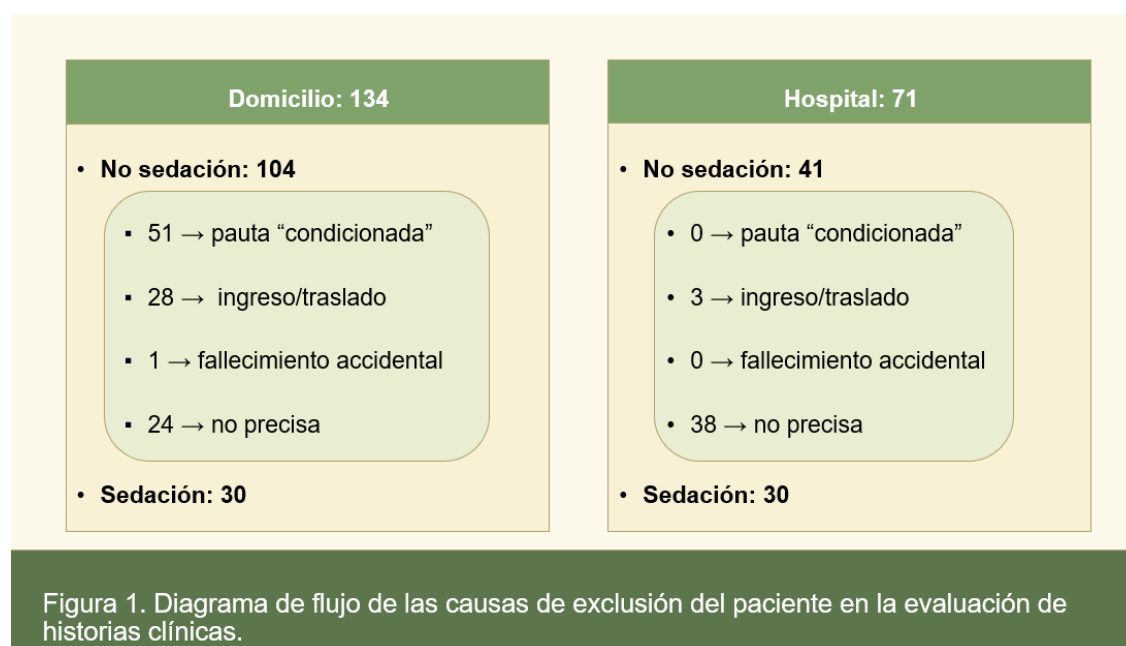 Domicilio: 134
• No sedación: 104
▪ 51 → pauta “condicionada”
▪ 28 → ingreso/traslado
▪ 1 → fallecimiento accidental
▪ 24 → no precisa
• Sedación: 30
Hospital: 71
• No sedación: 41
• 0 → pauta “condicionada”
• 3 → ingreso/traslado
• 0 → fallecimiento accidental
• 38 → no precisa
• Sedación: 30
Figura 1. Diagrama de flujo de las causas de exclusión del paciente en la evaluación de
historias clínicas.